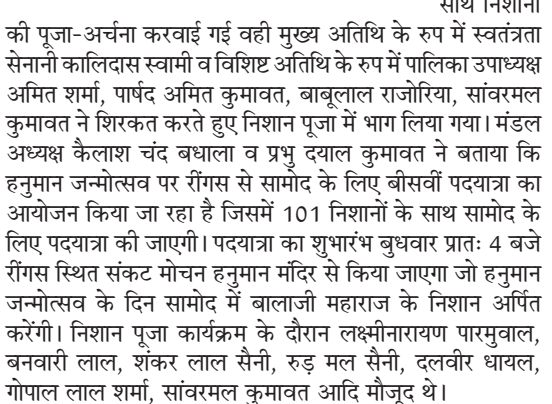 साथ निशानों
की पूजा-अर्चना करवाई गई वही मुख्य अतिथि के रुप में स्वतंत्रता
सेनानी कालिदास स्वामी व विशिष्ट अतिथि के रुप में पालिका उपाध्यक्ष
अमित शर्मा, पार्षद अमित कुमावत, बाबूलाल राजोरिया, सांवरमल
कुमावत ने शिरकत करते हुए निशान पूजा में भाग लिया गया। मंडल
अध्यक्ष कैलाश चंद बधाला व प्रभु दयाल कुमावत ने बताया कि
हनुमान जन्मोत्सव पर रींगस से सामोद के लिए बीसवीं पदयात्रा का
आयोजन किया जा रहा है जिसमें 101 निशानों के साथ सामोद के
लिए पदयात्रा की जाएगी। पदयात्रा का शुभारंभ बुधवार प्रातः 4 बजे
रींगस स्थित संकट मोचन हनुमान मंदिर से किया जाएगा जो हनुमान
जन्मोत्सव के दिन सामोद में बालाजी महाराज के निशान अर्पित
करेंगी। निशान पूजा कार्यक्रम के दौरान लक्ष्मीनारायण पारमुवाल,
बनवारी लाल, शंकर लाल सैनी, रुड़ मल सैनी, दलवीर धायल,
गोपाल लाल शर्मा, सांवरमल कुमावत आदि मौजूद थे।